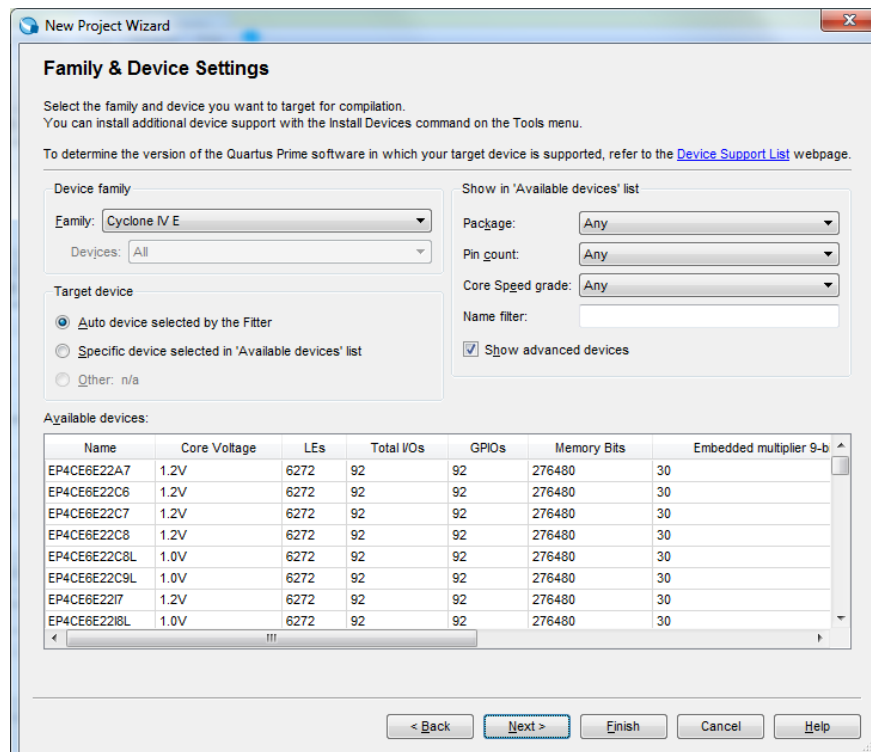 New Project Wizard
Family & Device Settings
Select the family and device you want to target for compilation.
You can install additional device support with the Install Devices command on the Tools menu.
To determine the version of the Quartus Prime software in which your target device is supported, refer to the Device Support List webpage.
Device family
Family: Cyclone IV E
Devices: All
Target device
Auto device selected by the Fitter
Specific device selected in 'Available devices' list
Other: n/a
Show in 'Available devices' list
Package: Any
Pin count: Any
Core Speed grade: Any
Name filter:
Show advanced devices
Available devices:
Name Core Voltage LEs Total I/Os GPIOs Memory Bits Embedded multiplier 9-b
EP4CE6E22A7 1.2V 6272 92 92 276480 30
EP4CE6E22C6 1.2V 6272 92 92 276480 30
EP4CE6E22C7 1.2V 6272 92 92 276480 30
EP4CE6E22C8 1.2V 6272 92 92 276480 30
EP4CE6E22C8L 1.0V 6272 92 92 276480 30
EP4CE6E22C9L 1.0V 6272 92 92 276480 30
EP4CE6E22I7 1.2V 6272 92 92 276480 30
EP4CE6E22I8L 1.0V 6272 92 92 276480 30
< Back Next > Finish Cancel Help